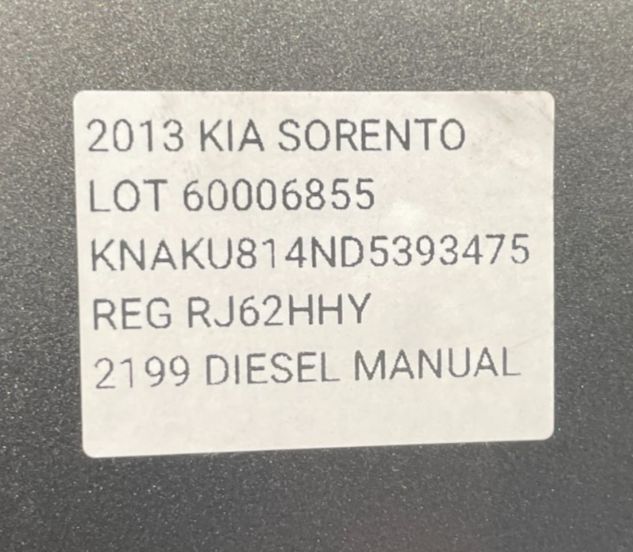 2013 KIA SORENTO
LOT 60006855
KNAKU814ND5393475
REG RJ62HHY
2199 DIESEL MANUAL